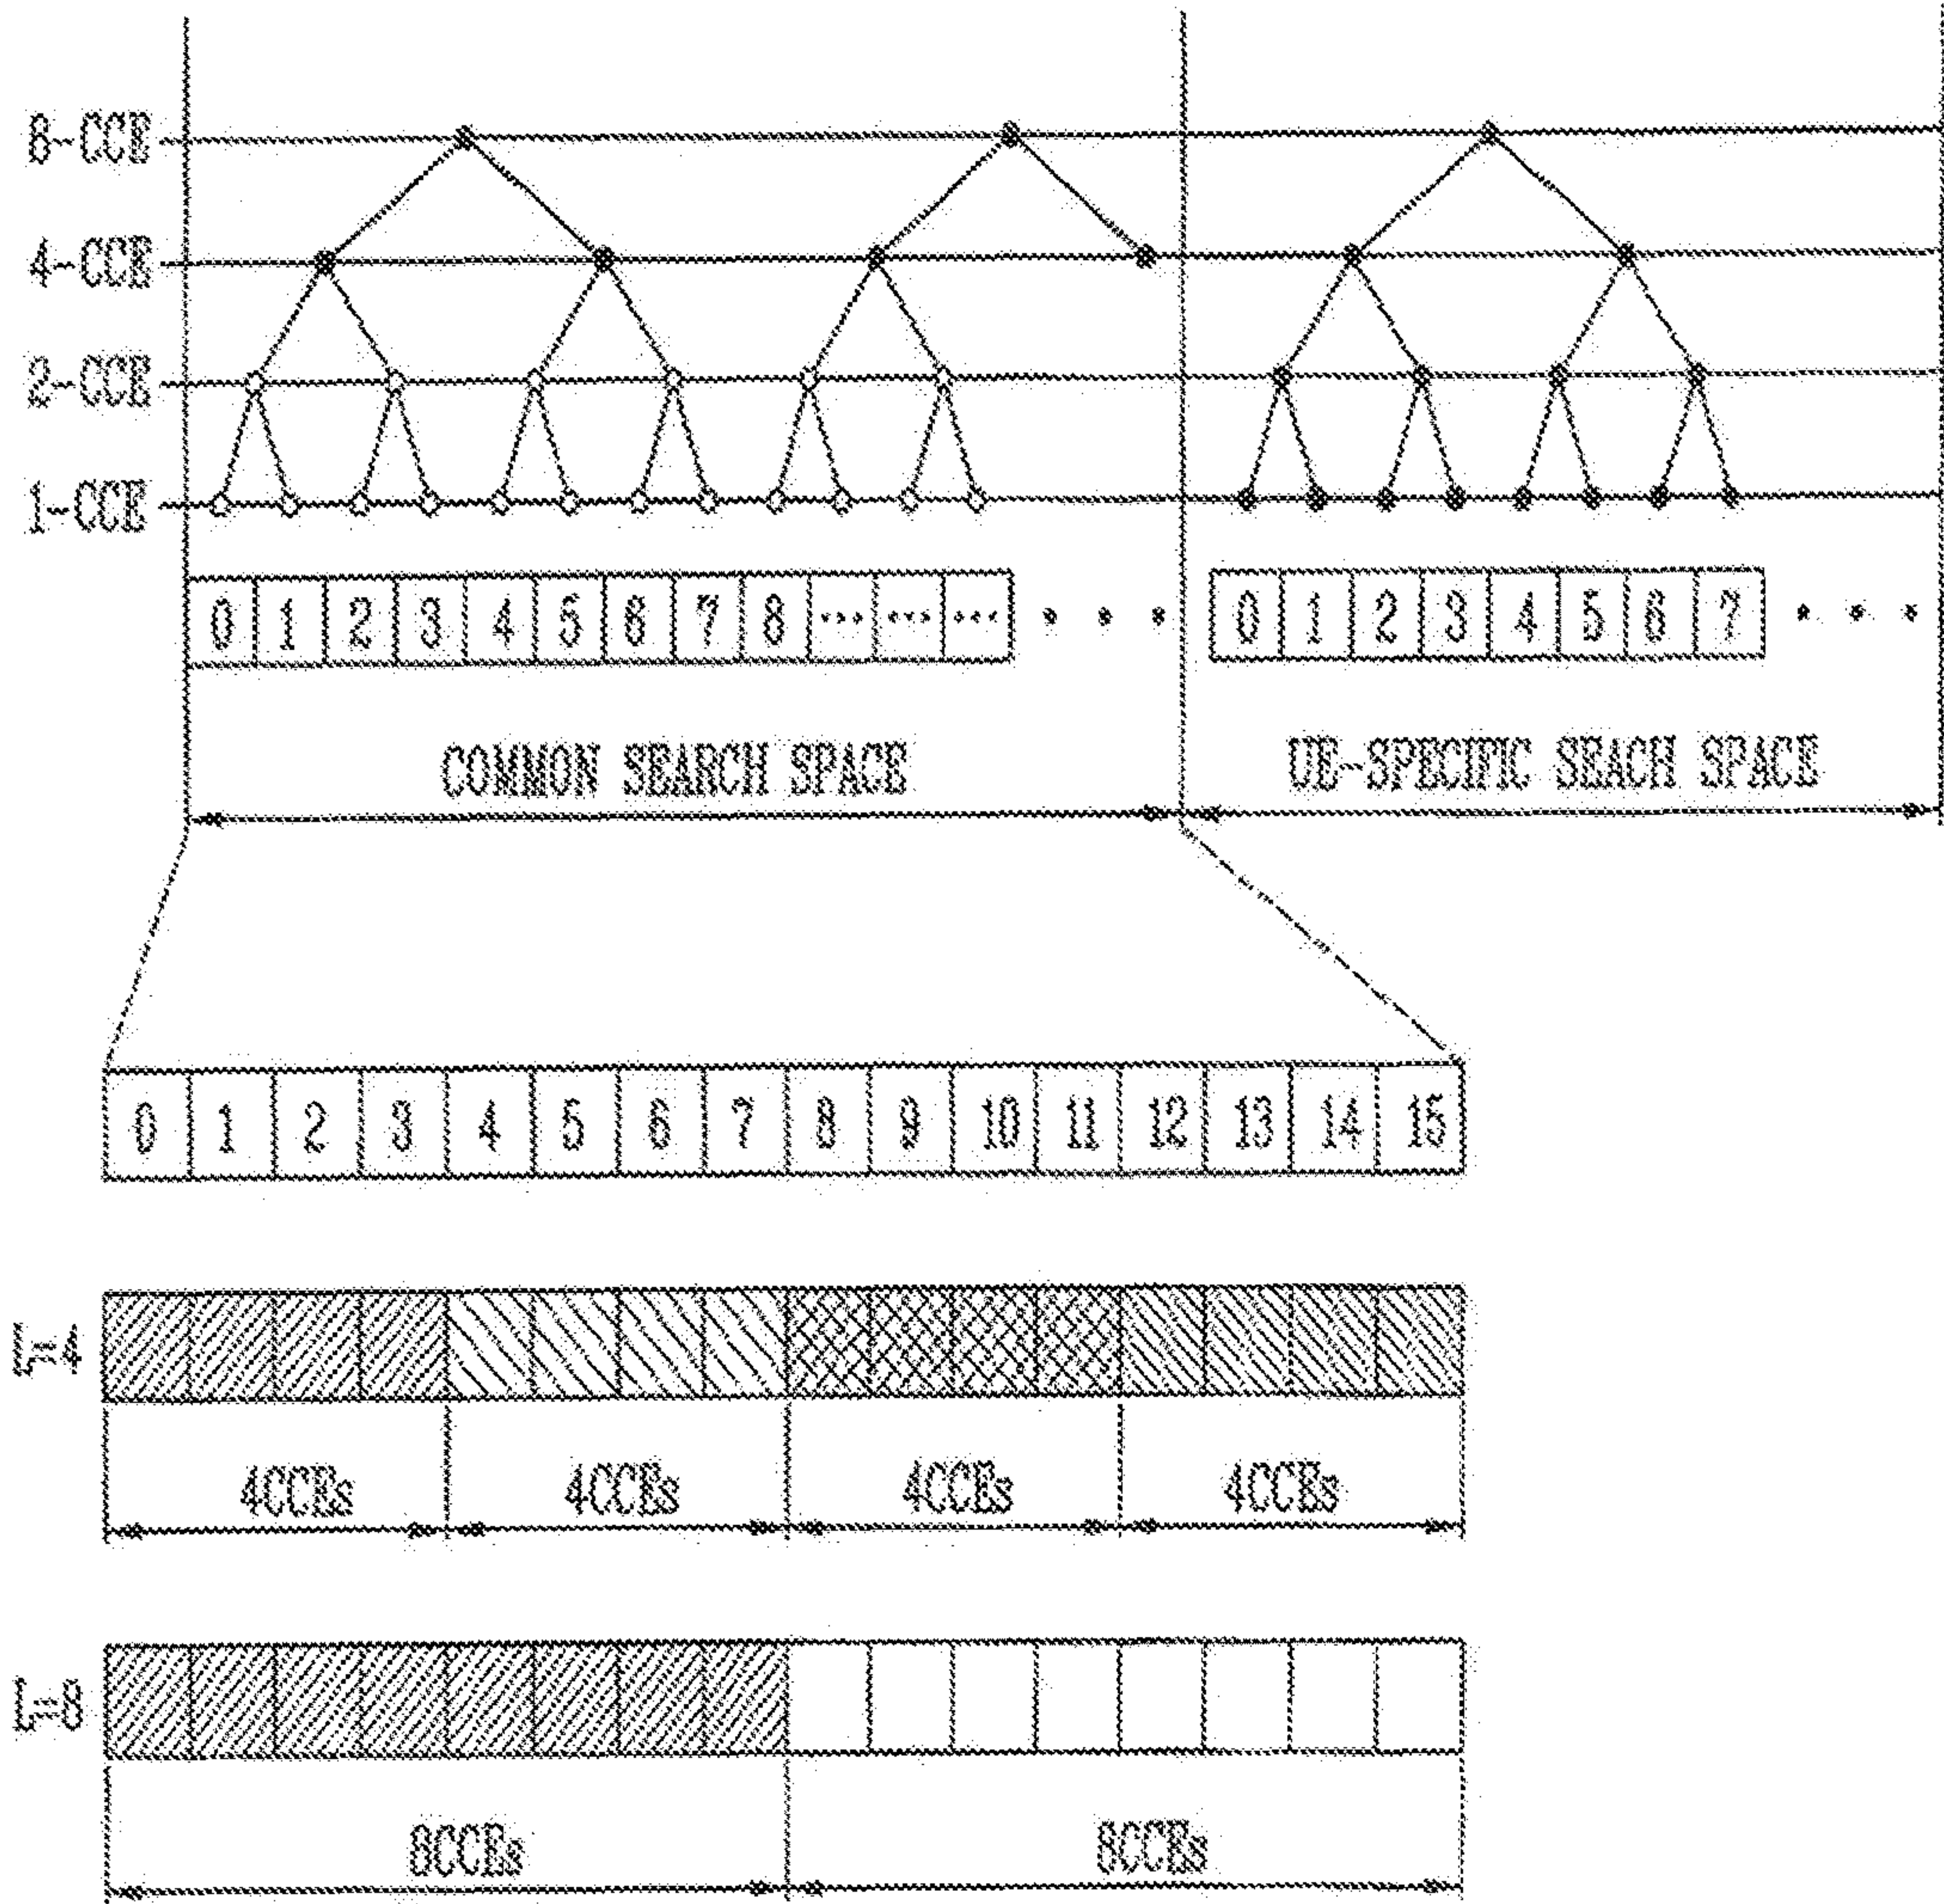 8-CCE
4-CCE
2-CCE
1-CCE
0 1 2 3 4 5 6 7 8 ... ... ... • • • 0 1 2 3 4 5 6 7 • • •
COMMON SEARCH SPACE UE-SPECIFIC SEACH SPACE
0 1 2 3 4 5 6 7 8 9 10 11 12 13 14 15
L=4
4CCEs 4CCEs 4CCEs 4CCEs
L=8
8CCEs 8CCEs